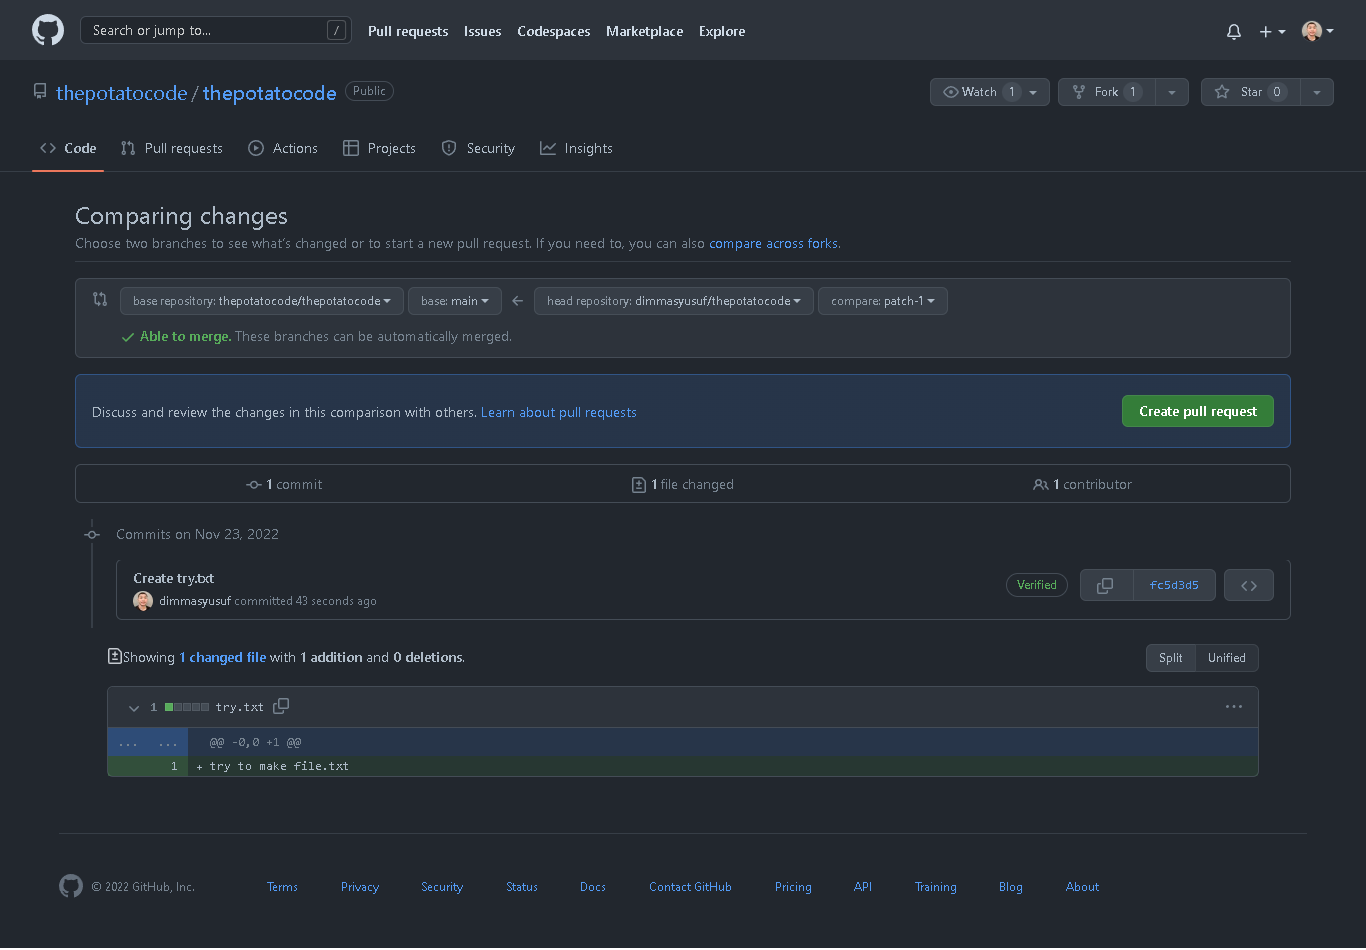 Search or jump to... /
Pull requests Issues Codespaces Marketplace Explore
thepotatocode / thepotatocode Public
Watch 1 Fork 1 Star 0
Code Pull requests Actions Projects Security Insights
Comparing changes
Choose two branches to see what's changed or to start a new pull request. If you need to, you can also compare across forks.
base repository: thepotatocode/thepotatocode base: main ← head repository: dimmasyusuf/thepotatocode compare: patch-1
Able to merge. These branches can be automatically merged.
Discuss and review the changes in this comparison with others. Learn about pull requests
Create pull request
1 commit 1 file changed 1 contributor
Commits on Nov 23, 2022
Create try.txt
dimmasyusuf committed 43 seconds ago
Verified fc5d3d5
Showing 1 changed file with 1 addition and 0 deletions.
Split Unified
1 try.txt
... ... @@ -0,0 +1 @@
1 + try to make file.txt
© 2022 GitHub, Inc. Terms Privacy Security Status Docs Contact GitHub Pricing API Training Blog About